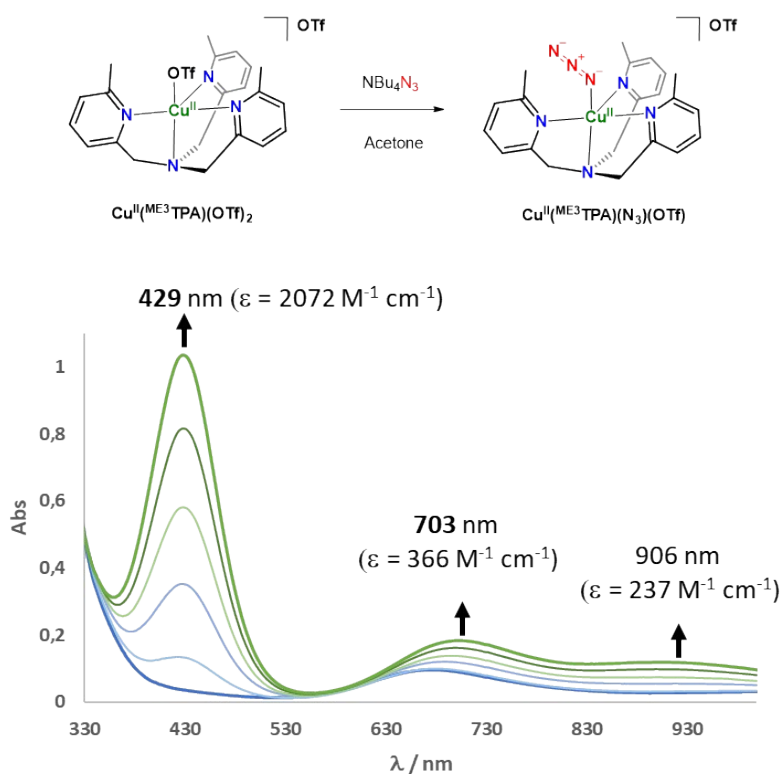 OTf
OTf
N
N
N
N
Cu^II
Cu^II(^ME3TPA)(OTf)₂
NBu₄N₃
Acetone
OTf
N⁻
N⁺
N⁻
N
N
N
N
Cu^II
Cu^II(^ME3TPA)(N₃)(OTf)
429 nm (ε = 2072 M⁻¹ cm⁻¹)
703 nm
(ε = 366 M⁻¹ cm⁻¹)
906 nm
(ε = 237 M⁻¹ cm⁻¹)
Abs
1
0,8
0,6
0,4
0,2
0
330
430
530
630
730
830
930
λ / nm